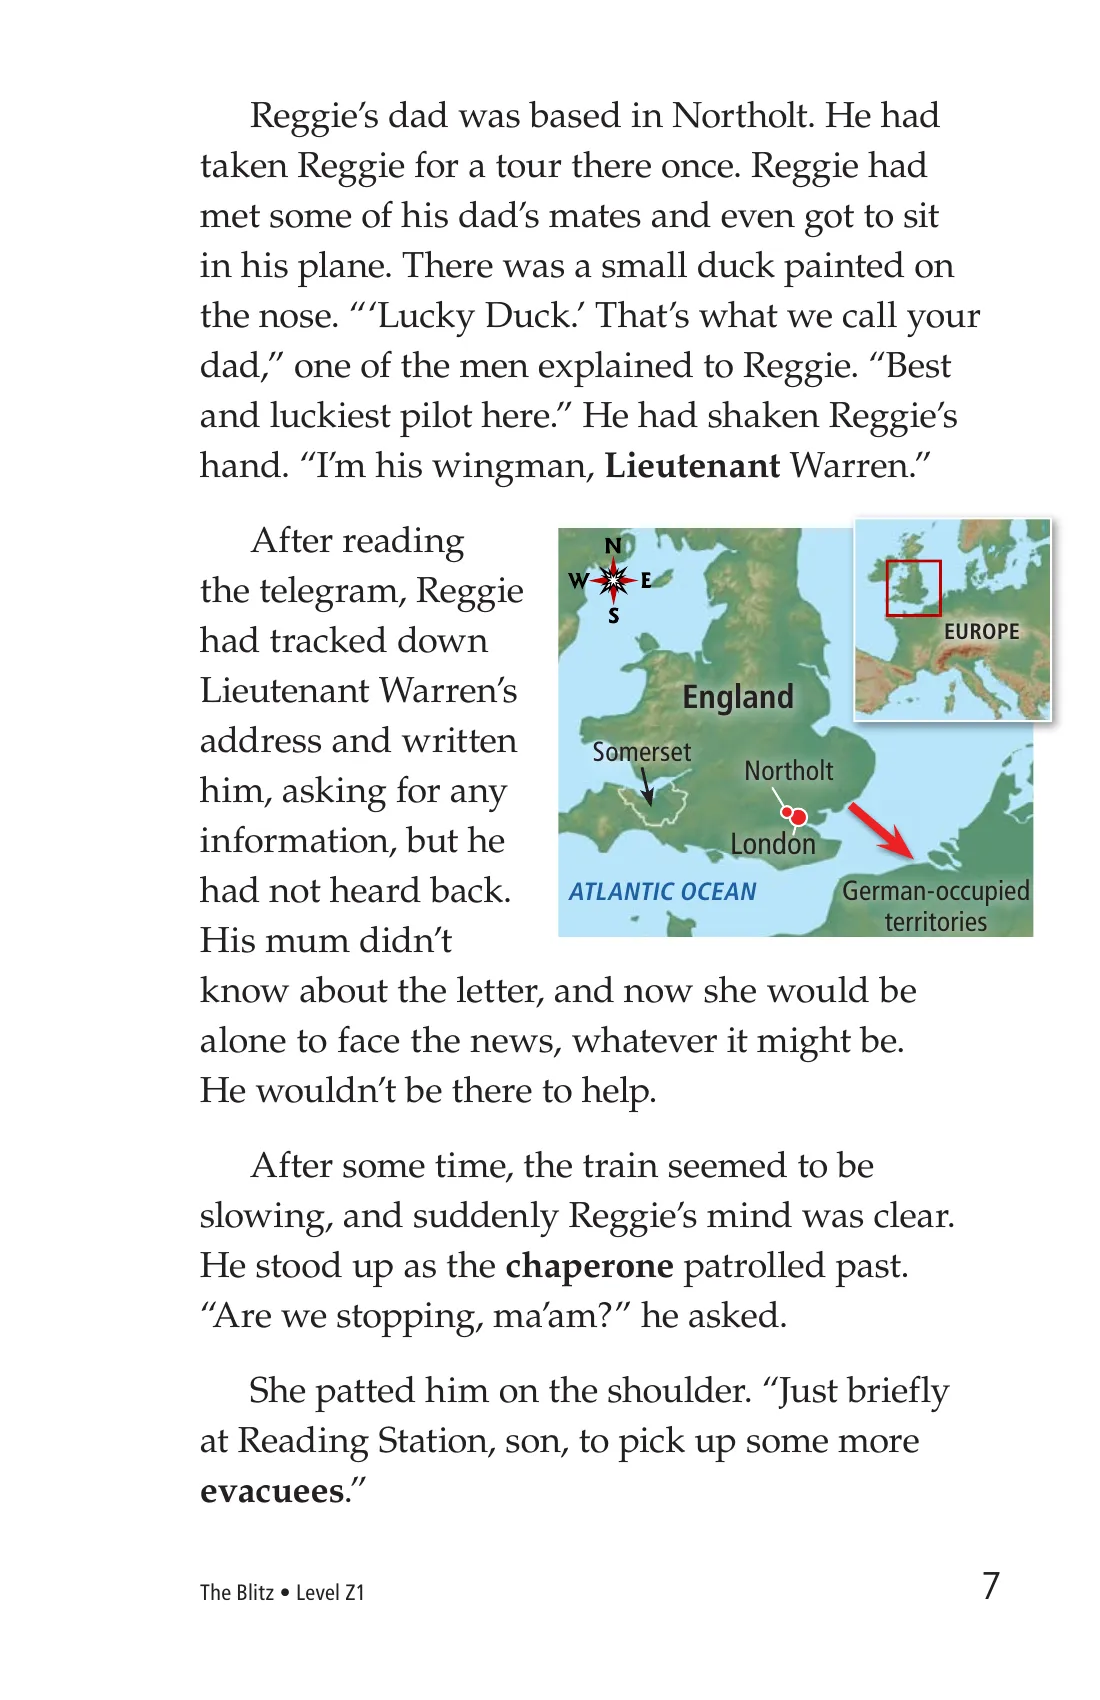 Reggie’s dad was based in Northolt. He had
taken Reggie for a tour there once. Reggie had
met some of his dad’s mates and even got to sit
in his plane. There was a small duck painted on
the nose. “‘Lucky Duck.’ That’s what we call your
dad,” one of the men explained to Reggie. “Best
and luckiest pilot here.” He had shaken Reggie’s
hand. “I’m his wingman, Lieutenant Warren.”
After reading
the telegram, Reggie
had tracked down
Lieutenant Warren’s
address and written
him, asking for any
information, but he
had not heard back.
His mum didn’t
know about the letter, and now she would be
alone to face the news, whatever it might be.
He wouldn’t be there to help.
N
W E
S
EUROPE
England
Somerset
Northolt
London
ATLANTIC OCEAN
German-occupied
territories
After some time, the train seemed to be
slowing, and suddenly Reggie’s mind was clear.
He stood up as the chaperone patrolled past.
“Are we stopping, ma’am?” he asked.
She patted him on the shoulder. “Just briefly
at Reading Station, son, to pick up some more
evacuees.”
The Blitz • Level Z1
7